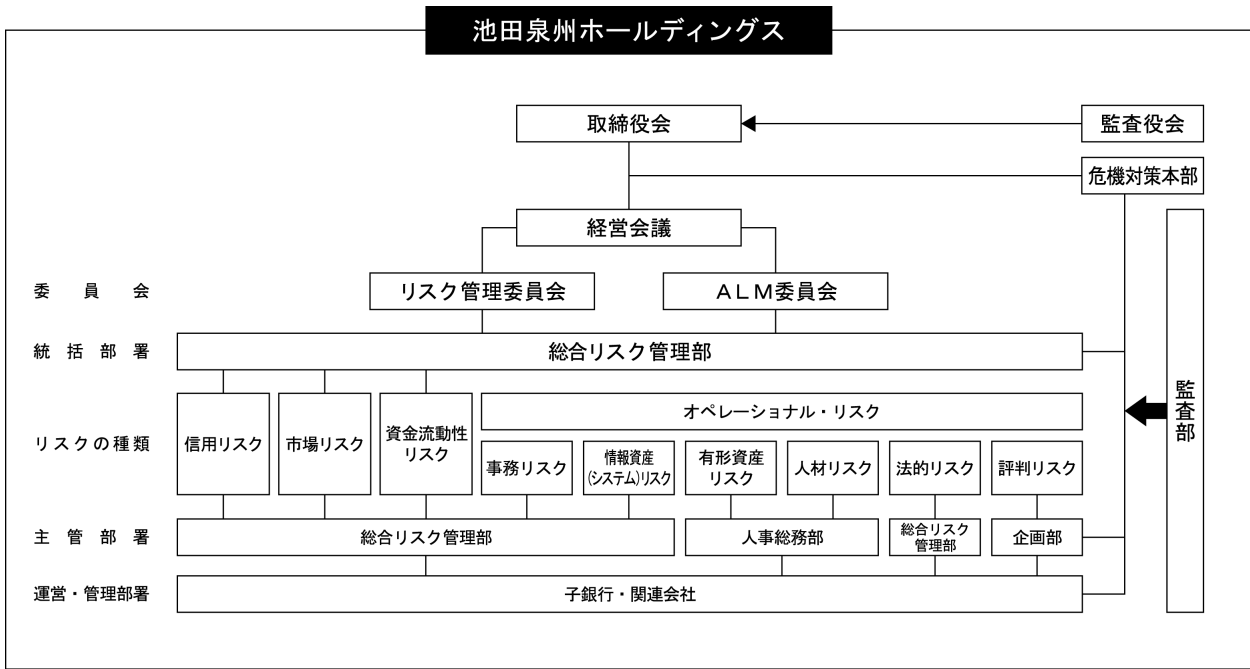 池田泉州ホールディングス
取締役会
監査役会
危機対策本部
経営会議
委員会
リスク管理委員会
ALM委員会
統括部署
総合リスク管理部
監査部
リスクの種類
信用リスク
市場リスク
資金流動性
リスク
オペレーショナル・リスク
事務リスク
情報資産
(システム)リスク
有形資産
リスク
人材リスク
法的リスク
評判リスク
主管部署
総合リスク管理部
人事総務部
総合リスク
管理部
企画部
運営・管理部署
子銀行・関連会社